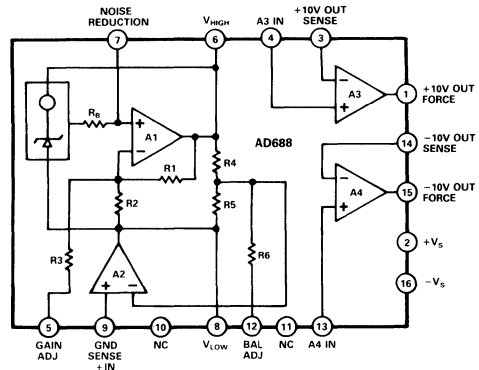 NOISE
REDUCTION
VHIGH
A3 IN
+10V OUT
SENSE
7
6
4
3
RB
A1
+
−
R1
R4
AD688
−
+
A3
1
+10V OUT
FORCE
14
−10V OUT
SENSE
R2
R5
−
+
A4
15
−10V OUT
FORCE
R3
A2
+
−
R6
2
+VS
16
−VS
5
9
10
8
12
11
13
GAIN
ADJ
GND
SENSE
+ IN
NC
VLOW
BAL
ADJ
NC
A4 IN